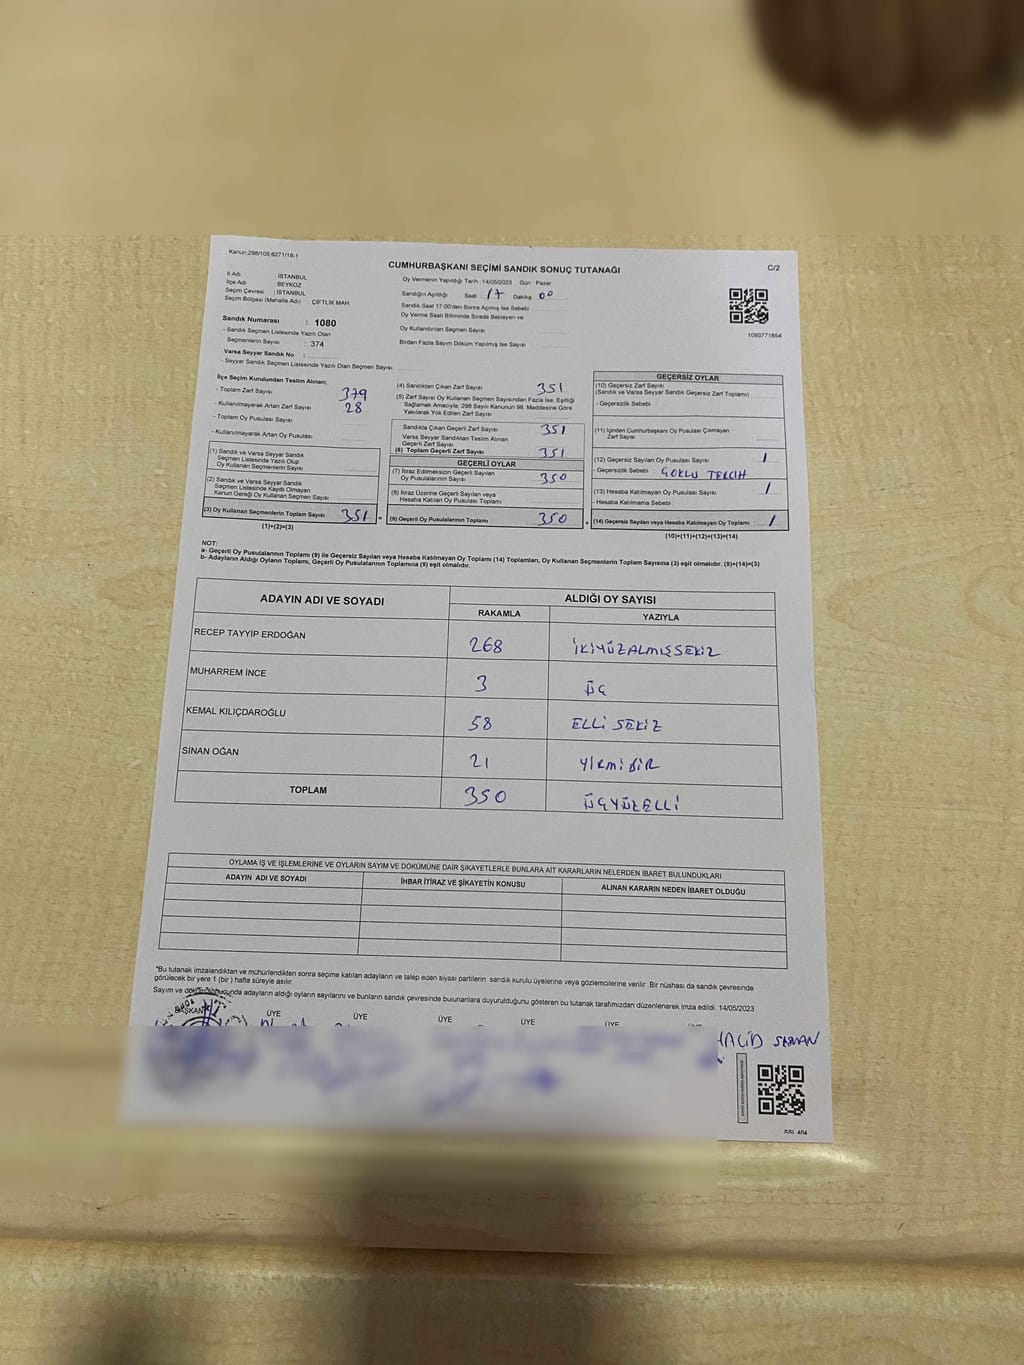 Kanun:298/105 6271/18-1
CUMHURBAŞKANI SEÇİMİ SANDIK SONUÇ TUTANAĞI
C/2
İl Adı : İSTANBUL
İlçe Adı : BEYKOZ
Seçim Çevresi : İSTANBUL
Seçim Bölgesi (Mahalle Adı) : ÇİFTLİK MAH
Sandık Numarası : 1080
- Sandık Seçmen Listesinde Yazılı Olan
Seçmenlerin Sayısı : 374
Varsa Seyyar Sandık No :
- Seyyar Sandık Seçmen Listesinde Yazılı Olan Seçmen Sayısı:
Oy Vermenin Yapıldığı Tarih :14/05/2023 Gün : Pazar
Sandığın Açıldığı Saat : 17 Dakika 00
Sandık Saat 17:00'den Sonra Açılmış İse Sebebi
Oy Verme Saati Bitiminde Sırada Bekleyen ve
Oy Kullandırılan Seçmen Sayısı
Birden Fazla Sayım Döküm Yapılmış İse Sayısı
1093771854
İlçe Seçim Kurulundan Teslim Alınan;
- Toplam Zarf Sayısı 379
- Kullanılmayarak Artan Zarf Sayısı 28
- Toplam Oy Pusulası Sayısı
- Kullanılmayarak Artan Oy Pusulası
(1) Sandık ve Varsa Seyyar Sandık
Seçmen Listesinde Yazılı Olup
Oy Kullanan Seçmenlerin Sayısı
(2) Sandık ve Varsa Seyyar Sandık
Seçmen Listesinde Kayıtlı Olmayan
Kanun Gereği Oy Kullanan Seçmen Sayısı
(3) Oy Kullanan Seçmenlerin Toplam Sayısı 351
(1)+(2)=(3)
(4) Sandıktan Çıkan Zarf Sayısı 351
(5) Zarf Sayısı Oy Kullanan Seçmen Sayısından Fazla İse, Eşitliği
Sağlamak Amacıyla; 298 Sayılı Kanunun 98. Maddesine Göre
Yakılarak Yok Edilen Zarf Sayısı
Sandıkta Çıkan Geçerli Zarf Sayısı 351
Varsa Seyyar Sandıktan Teslim Alınan
Geçerli Zarf Sayısı
(6) Toplam Geçerli Zarf Sayısı 351
GEÇERLİ OYLAR
(7) İtiraz Edilmeksizin Geçerli Sayılan
Oy Pusulalarının Sayısı 350
(8) İtiraz Üzerine Geçerli Sayılan veya
Hesaba Katılan Oy Pusulası Toplamı
(9) Geçerli Oy Pusulalarının Toplamı 350
GEÇERSİZ OYLAR
(10) Geçersiz Zarf Sayısı
(Sandık ve Varsa Seyyar Sandık Geçersiz Zarf Toplamı)
- Geçersizlik Sebebi
(11) İçinden Cumhurbaşkanı Oy Pusulası Çıkmayan
Zarf Sayısı
(12) Geçersiz Sayılan Oy Pusulası Sayısı 1
- Geçersizlik Sebebi ÇOKLU TERCİH
(13) Hesaba Katılmayan Oy Pusulası Sayısı 1
- Hesaba Katılmama Sebebi
(14) Geçersiz Sayılan veya Hesaba Katılmayan Oy Toplamı : 1
(10)+(11)+(12)+(13)=(14)
NOT:
a- Geçerli Oy Pusulalarının Toplamı (9) ile Geçersiz Sayılan veya Hesaba Katılmayan Oy Toplamı (14) Toplamları, Oy Kullanan Seçmenlerin Toplam Sayısına (3) eşit olmalıdır. (9)+(14)=(3)
b- Adayların Aldığı Oyların Toplamı, Geçerli Oy Pusulalarının Toplamına (9) eşit olmalıdır.
ADAYIN ADI VE SOYADI ALDIĞI OY SAYISI
RAKAMLA YAZIYLA
RECEP TAYYİP ERDOĞAN 268 İKİYÜZALMIŞSEKİZ
MUHARREM İNCE 3 ÜÇ
KEMAL KILIÇDAROĞLU 58 ELLİ SEKİZ
SİNAN OĞAN 21 YİRMİ BİR
TOPLAM 350 ÜÇYÜZELLİ
OYLAMA İŞ VE İŞLEMLERİNE VE OYLARIN SAYIM VE DÖKÜMÜNE DAİR ŞİKAYETLERLE BUNLARA AİT KARARLARIN NELERDEN İBARET BULUNDUKLARI
ADAYIN ADI VE SOYADI İHBAR İTİRAZ VE ŞİKAYETİN KONUSU ALINAN KARARIN NEDEN İBARET OLDUĞU
*Bu tutanak imzalandıktan ve mühürlendikten sonra seçime katılan adayların ve talep eden siyasi partilerin sandık kurulu üyelerine veya gözlemcilerine verilir .Bir nüshası da sandık çevresinde
görülecek bir yere 1 (bir ) hafta süreyle asılır.
Sayım ve döküm sonucunda adayların aldığı oyların sayılarını ve bunların sandık çevresinde bulunanlara duyurulduğunu gösteren bu tutanak tarafımızdan düzenlenerek imza edildi. 14/05/2023
BAŞKAN ÜYE ÜYE ÜYE ÜYE ÜYE
HALİD